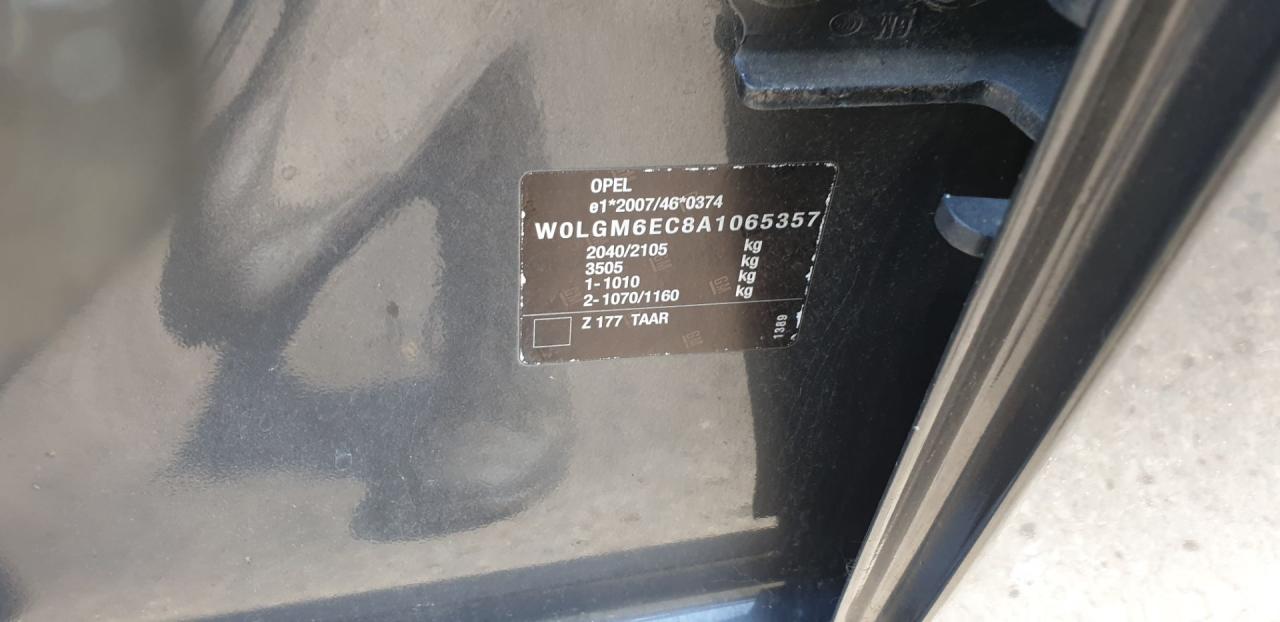 OPEL
e1*2007/46*0374
W0LGM6EC8A1065357
2040/2105 kg
3505 kg
1-1010 kg
2-1070/1160 kg
Z 177 TAAR
1389